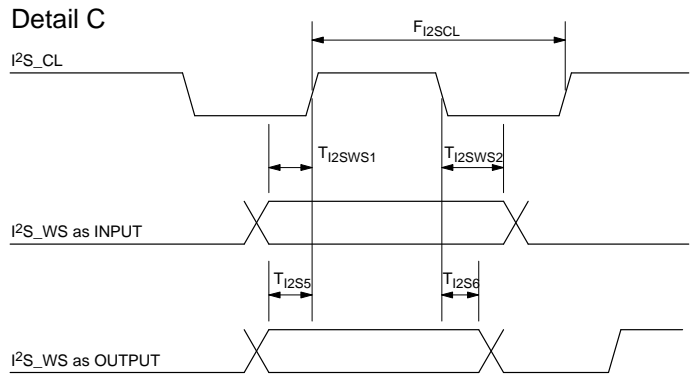 Detail C
F_I2SCL
I²S_CL
T_I2SWS1
T_I2SWS2
I²S_WS as INPUT
T_I2S5
T_I2S6
I²S_WS as OUTPUT